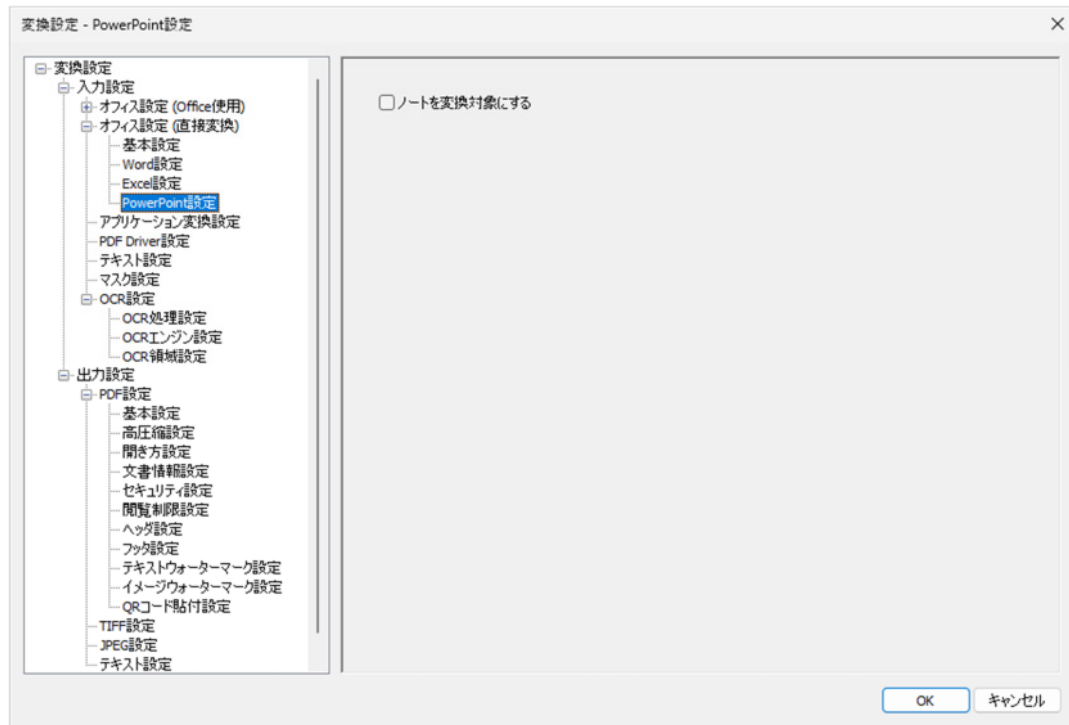 変換設定 - PowerPoint設定
変換設定
入力設定
オフィス設定 (Office使用)
オフィス設定 (直接変換)
基本設定
Word設定
Excel設定
PowerPoint設定
アプリケーション変換設定
PDF Driver設定
テキスト設定
マスク設定
OCR設定
OCR処理設定
OCRエンジン設定
OCR領域設定
出力設定
PDF設定
基本設定
高圧縮設定
開き方設定
文書情報設定
セキュリティ設定
閲覧制限設定
ヘッダ設定
フッタ設定
テキストウォーターマーク設定
イメージウォーターマーク設定
QRコード貼付設定
TIFF設定
JPEG設定
テキスト設定
ノートを変換対象にする
OK
キャンセル